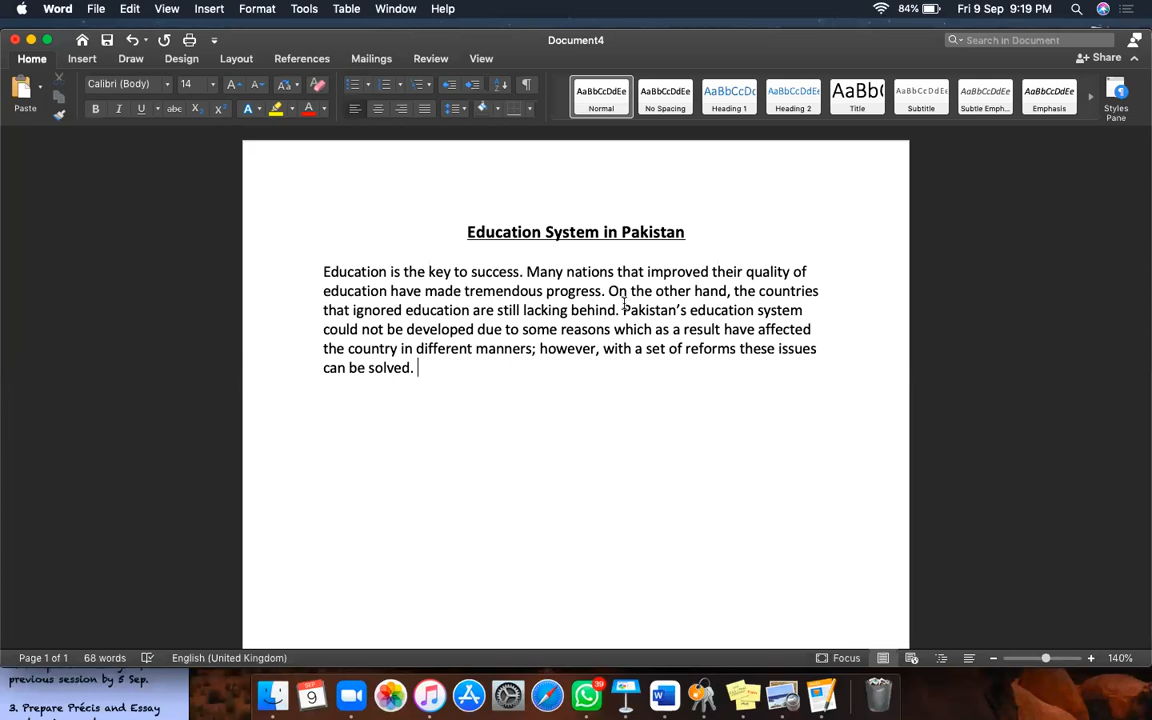 Word File Edit View Insert Format Tools Table Window Help 84% Fri 9 Sep 9:19 PM
Document4
Search in Document
Home Insert Draw Design Layout References Mailings Review View
Share
Paste
Calibri (Body) 14
AaBbCcDdEe AaBbCcDdEe AaBbCcDc AaBbCcDdEe AaBb( AaBbCcDdEe AaBbCcDdEe AaBbCcDdEe
Normal No Spacing Heading 1 Heading 2 Title Subtitle Subtle Emph... Emphasis
Styles
Pane
Education System in Pakistan
Education is the key to success. Many nations that improved their quality of
education have made tremendous progress. On the other hand, the countries
that ignored education are still lacking behind. Pakistan’s education system
could not be developed due to some reasons which as a result have affected
the country in different manners; however, with a set of reforms these issues
can be solved.
Page 1 of 1 68 words English (United Kingdom) Focus 140%
previous session by 5 Sep.
3. Prepare Précis and Essay
SEP
9
39